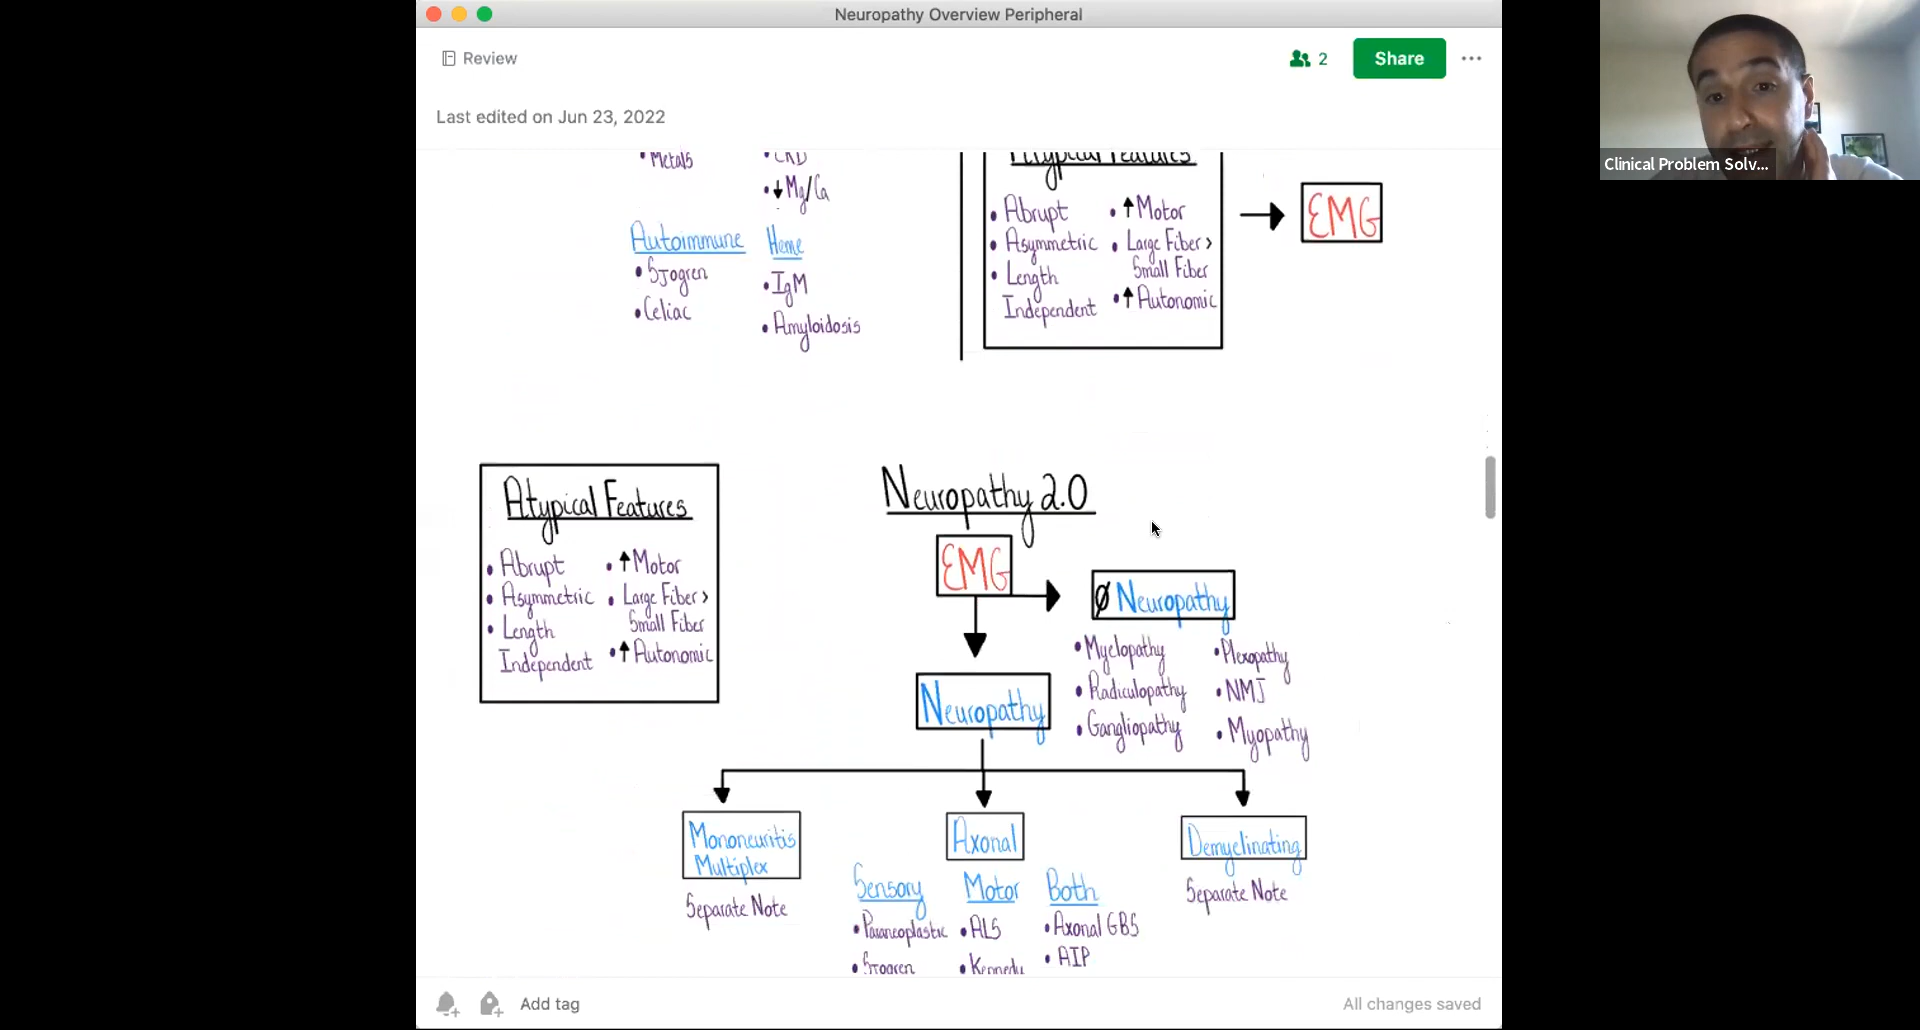 Neuropathy Overview Peripheral
Review
2
Share
Last edited on Jun 23, 2022
• Metals
• CKD
• ↓ Mg/Ca
Autoimmune
• Sjogren
• Celiac
Heme
• IgM
• Amyloidosis
Atypical Features
• Abrupt
• Asymmetric
• Length
Independent
• ↑ Motor
• Large Fiber >
Small Fiber
• ↑ Autonomic
EMG
Atypical Features
• Abrupt
• Asymmetric
• Length
Independent
• ↑ Motor
• Large Fiber >
Small Fiber
• ↑ Autonomic
Neuropathy 2.0
EMG
Ø Neuropathy
• Myelopathy
• Radiculopathy
• Gangliopathy
• Plexopathy
• NMJ
• Myopathy
Neuropathy
Mononeuritis
Multiplex
Separate Note
Axonal
Sensory
• Paraneoplastic
• Sjogren
Motor
• ALS
• Kennedy
Both
• Axonal GBS
• AIP
Demyelinating
Separate Note
Add tag
All changes saved
Clinical Problem Solv...